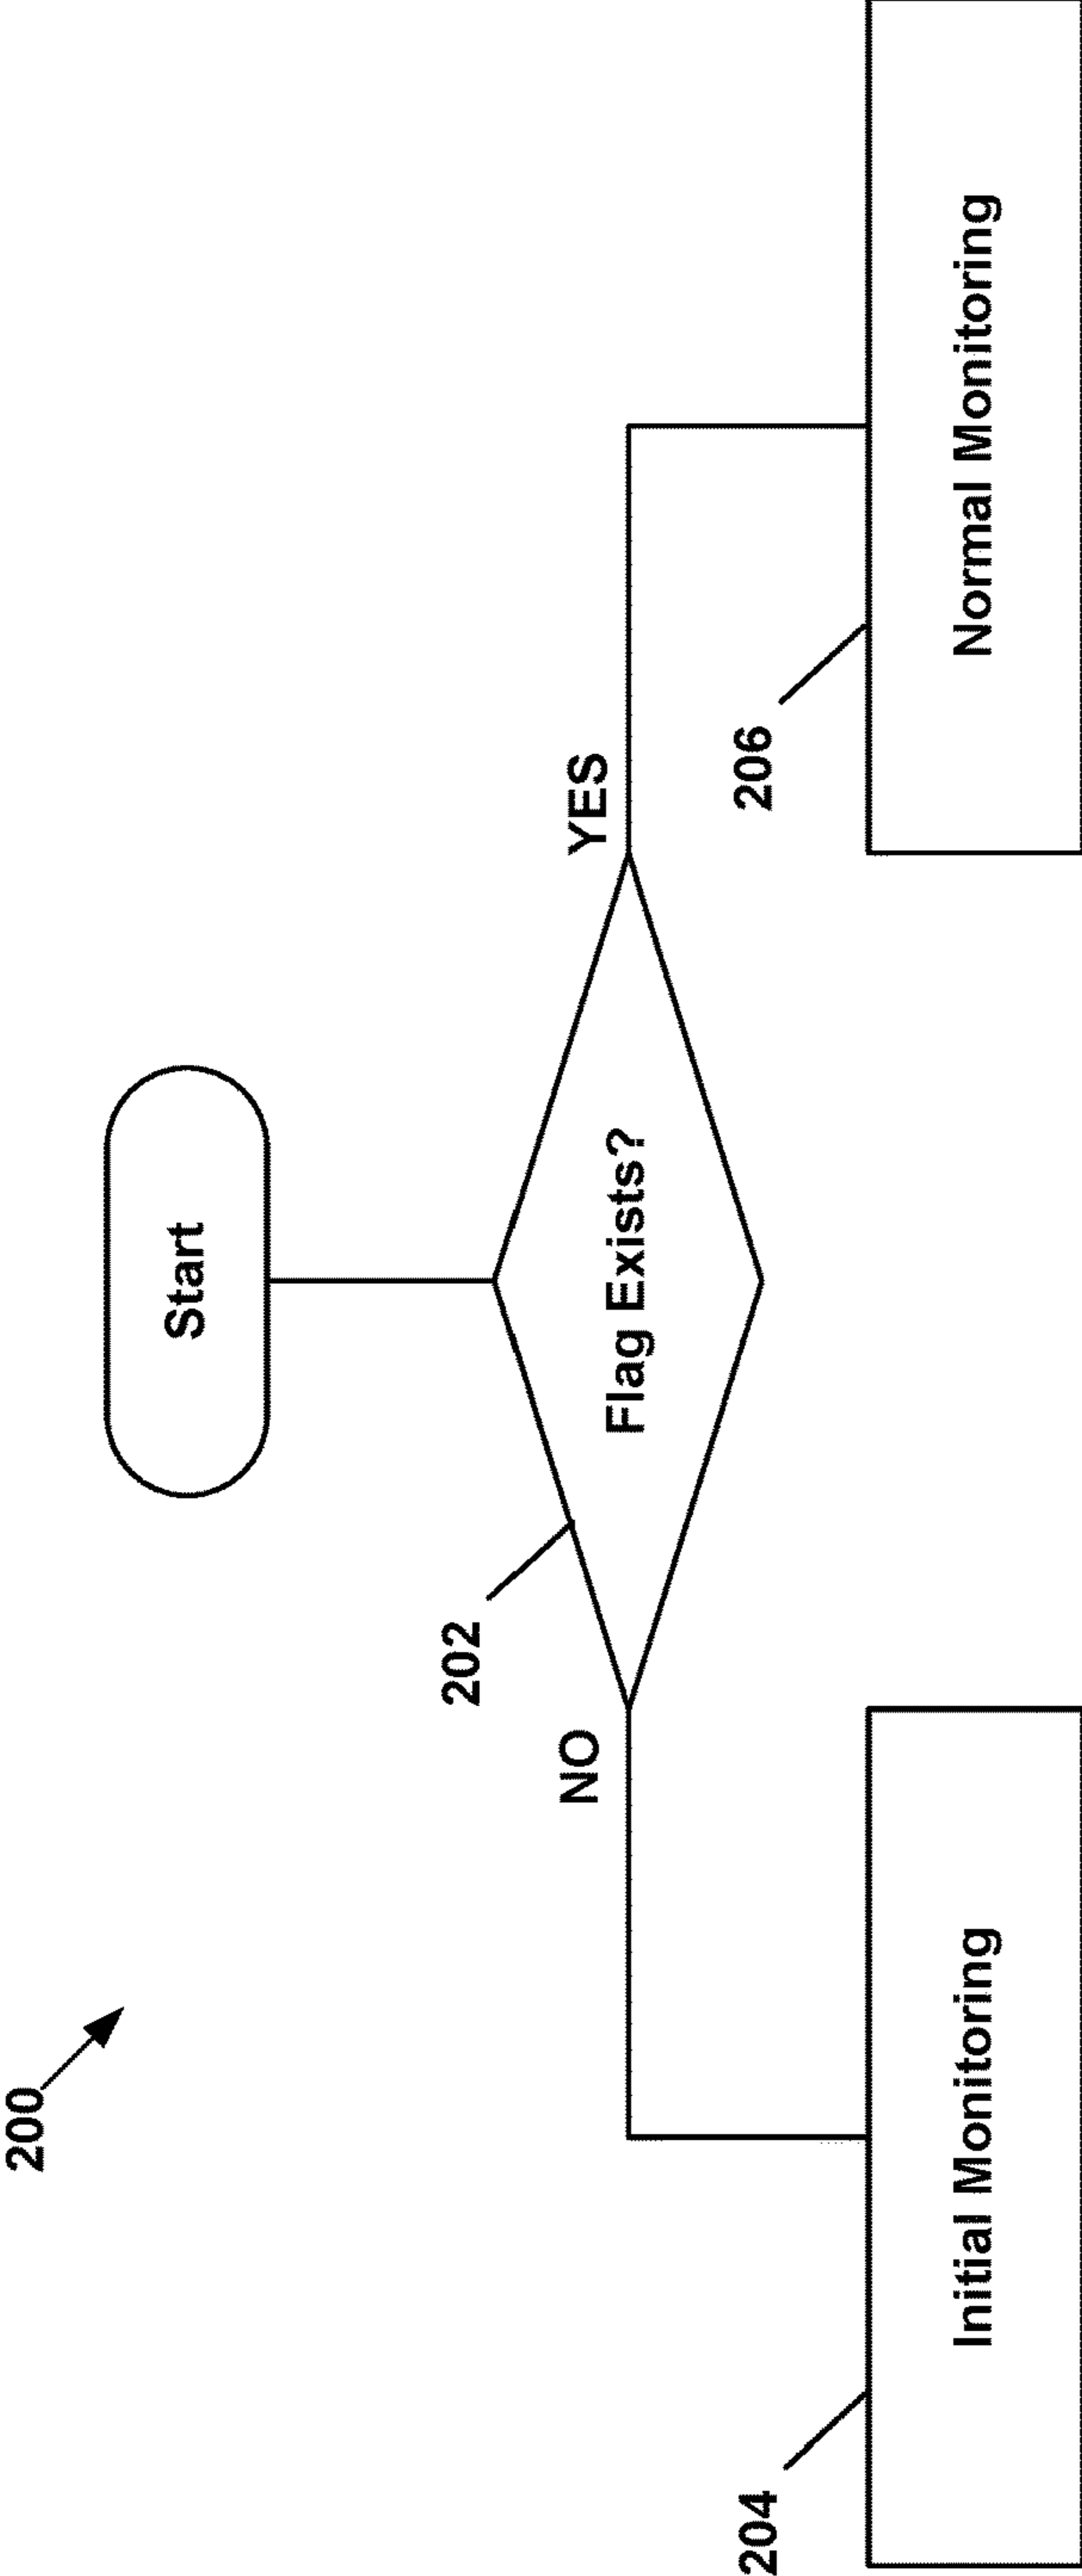 200
Start
202
Flag Exists?
NO
YES
204
Initial Monitoring
206
Normal Monitoring